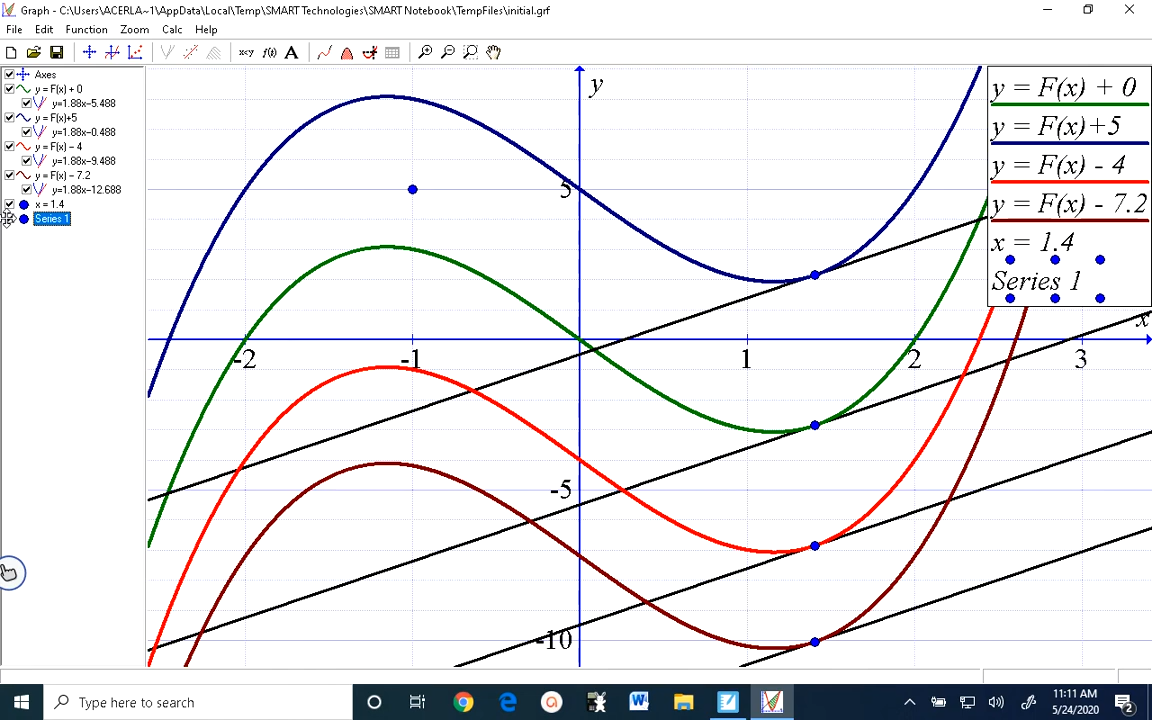 Graph - C:\Users\ACERLA~1\AppData\Local\Temp\SMART Technologies\SMART Notebook\TempFiles\initial.grf
File Edit Function Zoom Calc Help
Axes
y = F(x) + 0
y=1.88x-5.488
y = F(x)+5
y=1.88x-0.488
y = F(x) - 4
y=1.88x-9.488
y = F(x) - 7.2
y=1.88x-12.688
x = 1.4
Series 1
y
5
-2 -1 1 2 3
x
-5
-10
y = F(x) + 0
y = F(x)+5
y = F(x) - 4
y = F(x) - 7.2
x = 1.4
Series 1
Type here to search
11:11 AM
5/24/2020
2